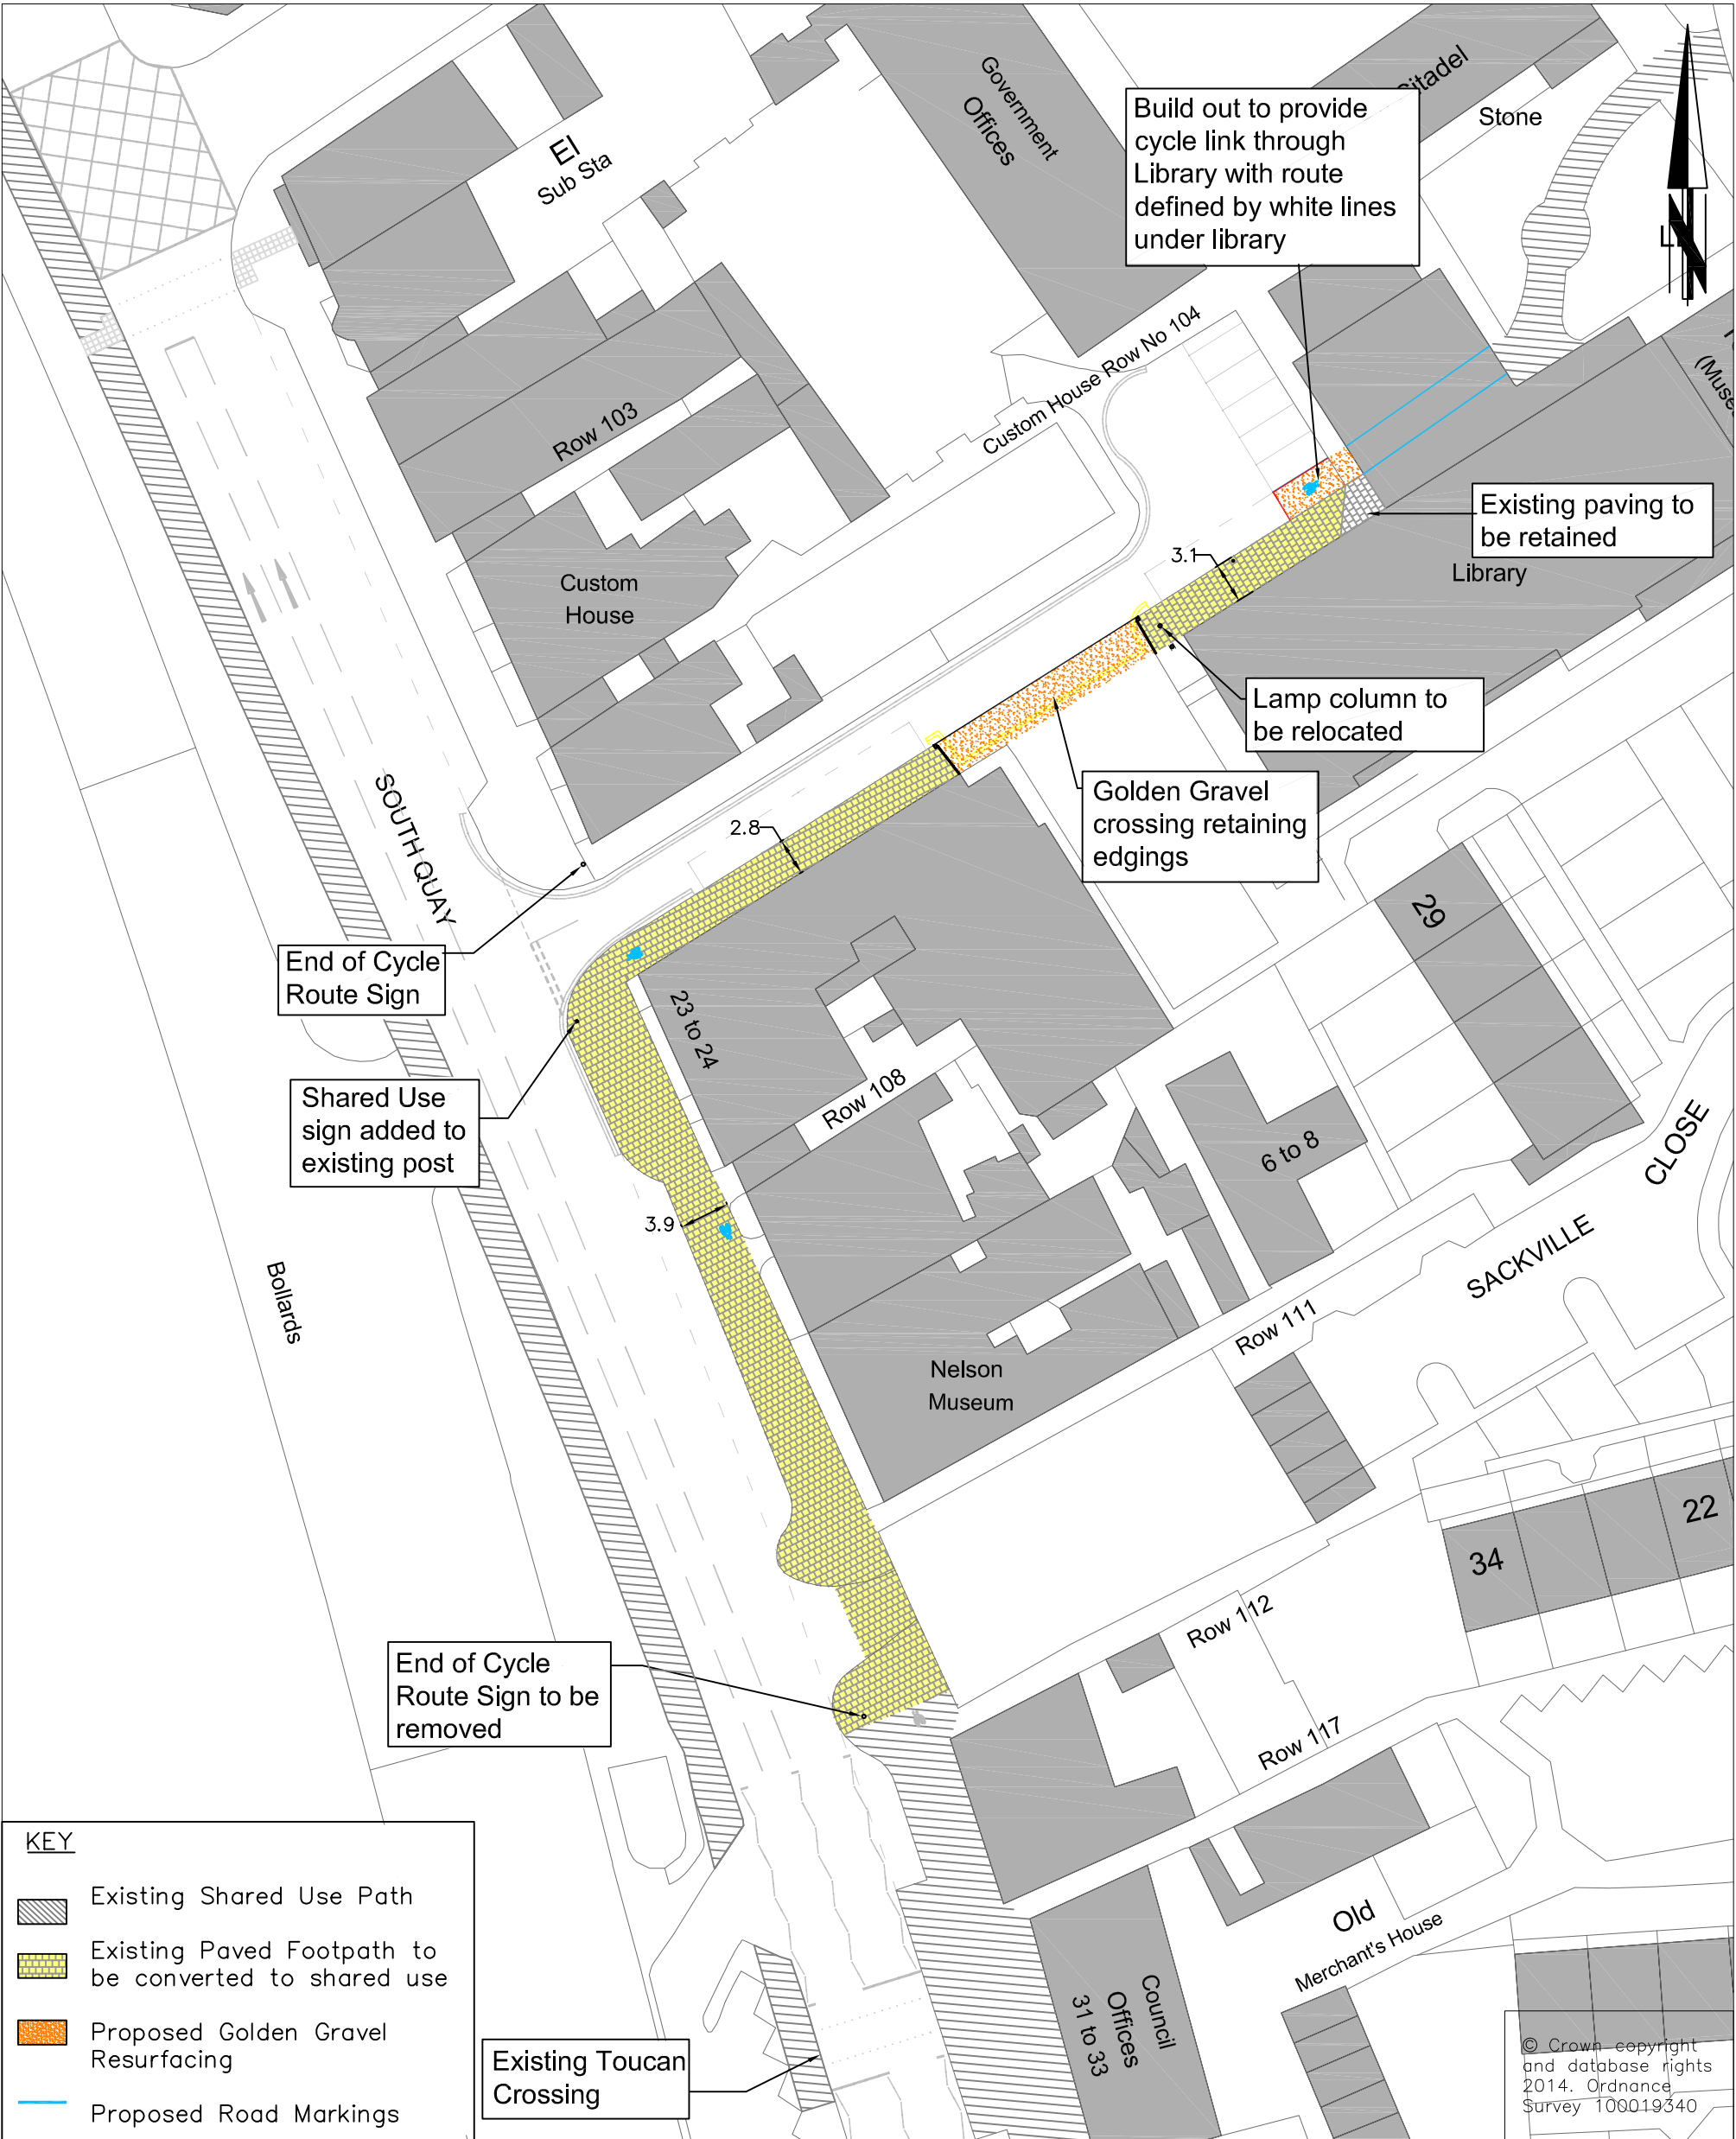 Government
Offices
Citadel
Stone
Build out to provide
cycle link through
Library with route
defined by white lines
under library
El
Sub Sta
Custom House Row No 104
Row 103
Existing paving to
be retained
Library
3.1
Custom
House
Lamp column to
be relocated
Golden Gravel
crossing retaining
edgings
SOUTH QUAY
2.8
End of Cycle
Route Sign
29
23 to 24
Row 108
Shared Use
sign added to
existing post
6 to 8
CLOSE
SACKVILLE
3.9
Bollards
Row 111
Nelson
Museum
22
34
Row 112
End of Cycle
Route Sign to be
removed
Row 117
Old
Merchant's House
Council
Offices
31 to 33
Existing Toucan
Crossing
KEY
Existing Shared Use Path
Existing Paved Footpath to
be converted to shared use
Proposed Golden Gravel
Resurfacing
Proposed Road Markings
© Crown copyright
and database rights
2014. Ordnance
Survey 100019340